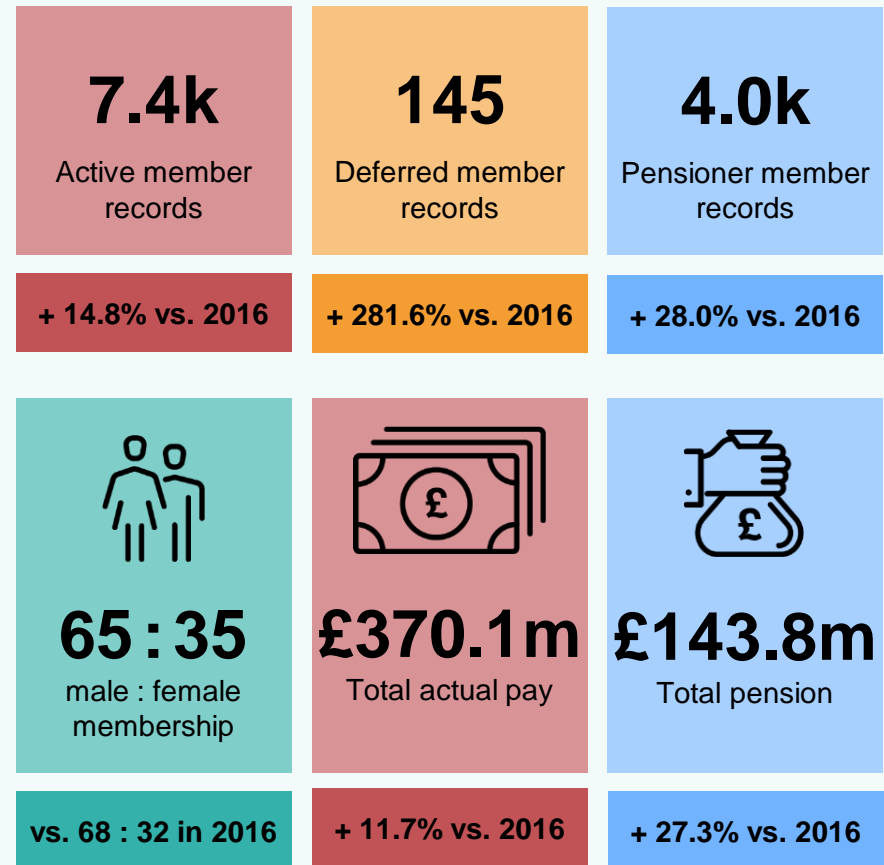 7.4k
Active member
records
+ 14.8% vs. 2016
145
Deferred member
records
+ 281.6% vs. 2016
4.0k
Pensioner member
records
+ 28.0% vs. 2016
65 : 35
male : female
membership
vs. 68 : 32 in 2016
£
£370.1m
Total actual pay
+ 11.7% vs. 2016
£
£143.8m
Total pension
+ 27.3% vs. 2016